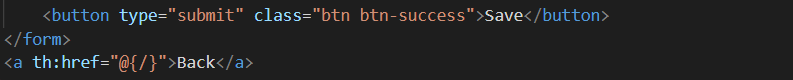 <button type="submit" class="btn btn-success">Save</button>
</form>
<a th:href="@{/}">Back</a>